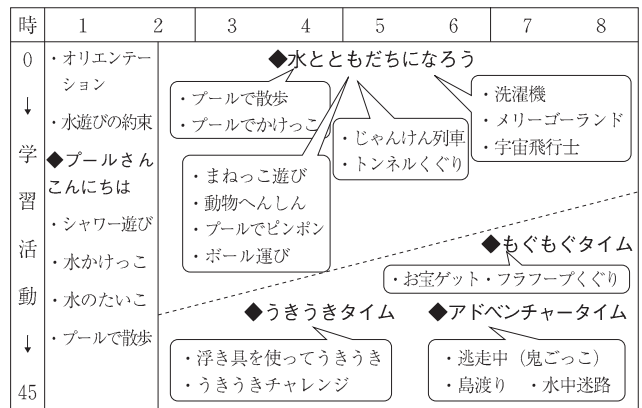 時 1 2 3 4 5 6 7 8
0
↓
学
習
活
動
↓
45
・オリエンテー
ション
・水遊びの約束
◆プールさん
こんにちは
・シャワー遊び
・水かけっこ
・水のたいこ
・プールで散歩
◆水とともだちになろう
・プールで散歩
・プールでかけっこ
・まねっこ遊び
・動物へんしん
・プールでピンポン
・ボール運び
・じゃんけん列車
・トンネルくぐり
・洗濯機
・メリーゴーランド
・宇宙飛行士
◆もぐもぐタイム
・お宝ゲット・フラフープくぐり
◆うきうきタイム
・浮き具を使ってうきうき
・うきうきチャレンジ
◆アドベンチャータイム
・逃走中（鬼ごっこ）
・島渡り ・水中迷路